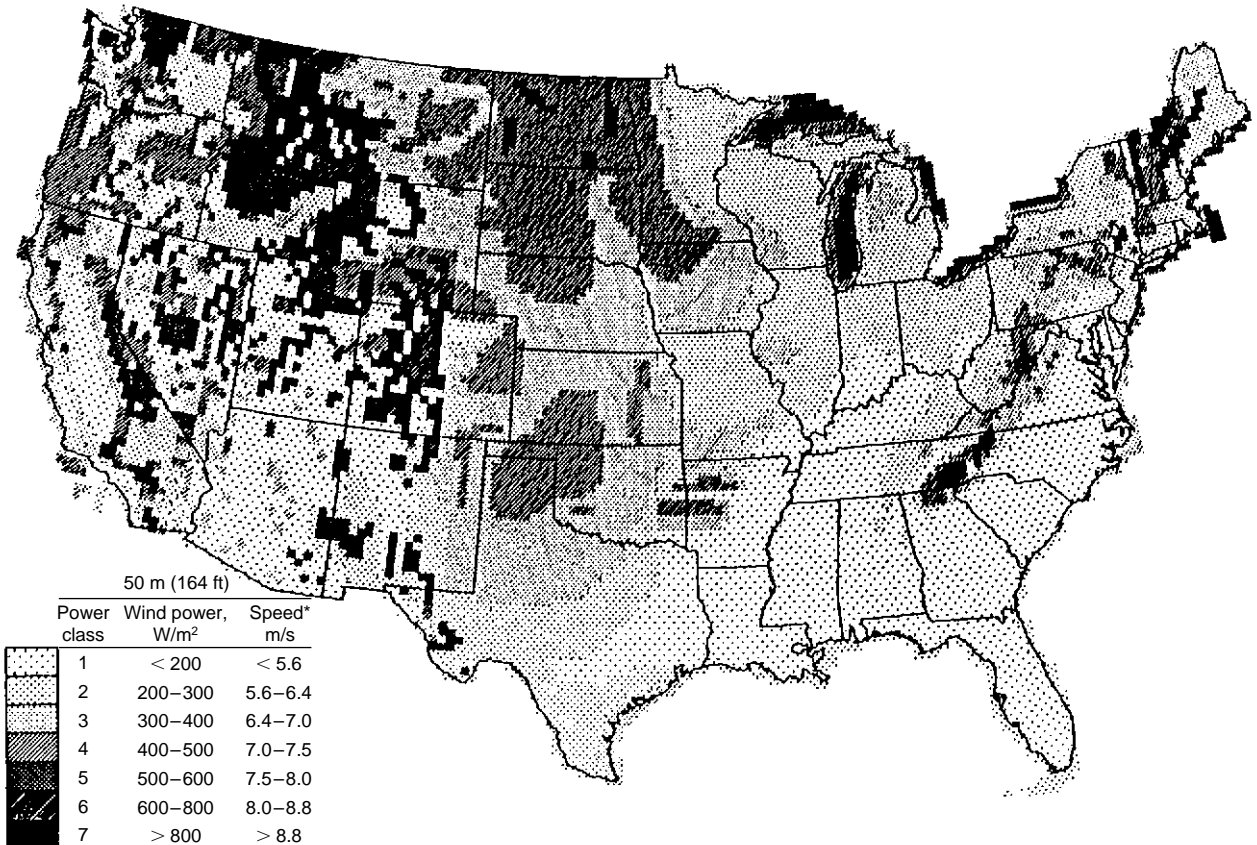 50 m (164 ft)
Power Wind power, Speed*
class W/m² m/s
1 < 200 < 5.6
2 200–300 5.6–6.4
3 300–400 6.4–7.0
4 400–500 7.0–7.5
5 500–600 7.5–8.0
6 600–800 8.0–8.8
7 > 800 > 8.8